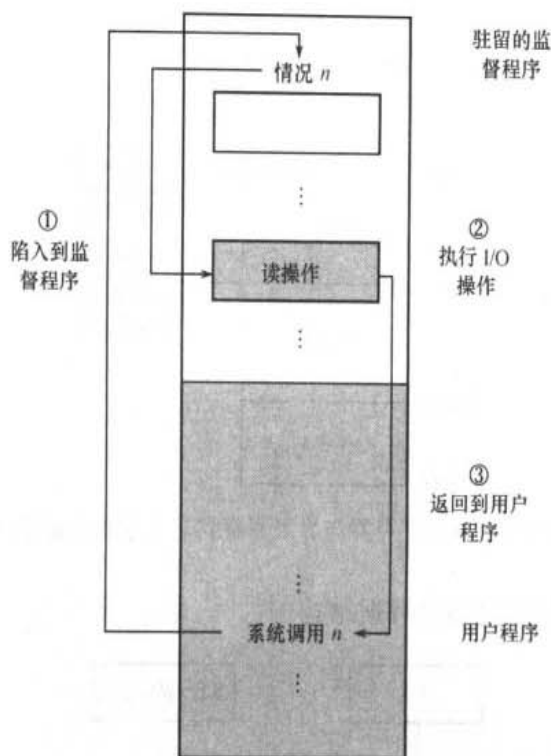 驻留的监
督程序
情况 n
⋮
①
陷入到监
督程序
②
执行 I/O
操作
读操作
⋮
③
返回到用户
程序
⋮
系统调用 n
用户程序
⋮